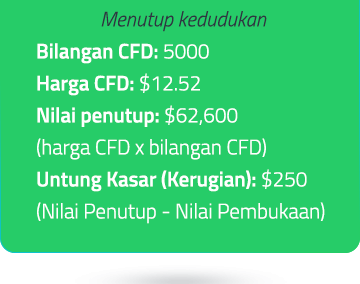 Menutup kedudukan
Bilangan CFD: 5000
Harga CFD: $12.52
Nilai penutup: $62,600
(harga CFD x bilangan CFD)
Untung Kasar (Kerugian): $250
(Nilai Penutup - Nilai Pembukaan)